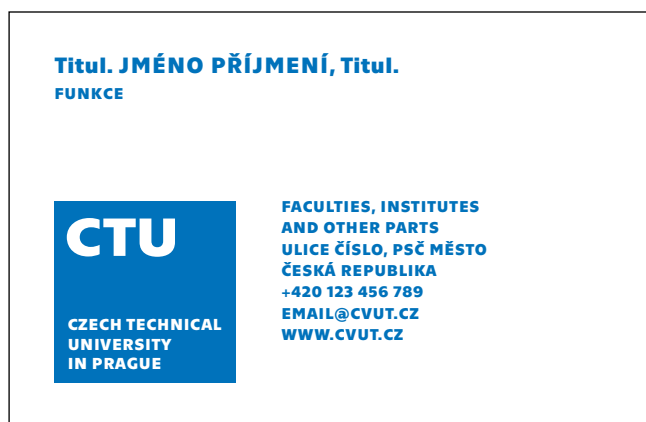 Titul. JMÉNO PŘÍJMENÍ, Titul.
FUNKCE
CTU
CZECH TECHNICAL
UNIVERSITY
IN PRAGUE
FACULTIES, INSTITUTES
AND OTHER PARTS
ULICE ČÍSLO, PSČ MĚSTO
ČESKÁ REPUBLIKA
+420 123 456 789
EMAIL@CVUT.CZ
WWW.CVUT.CZ